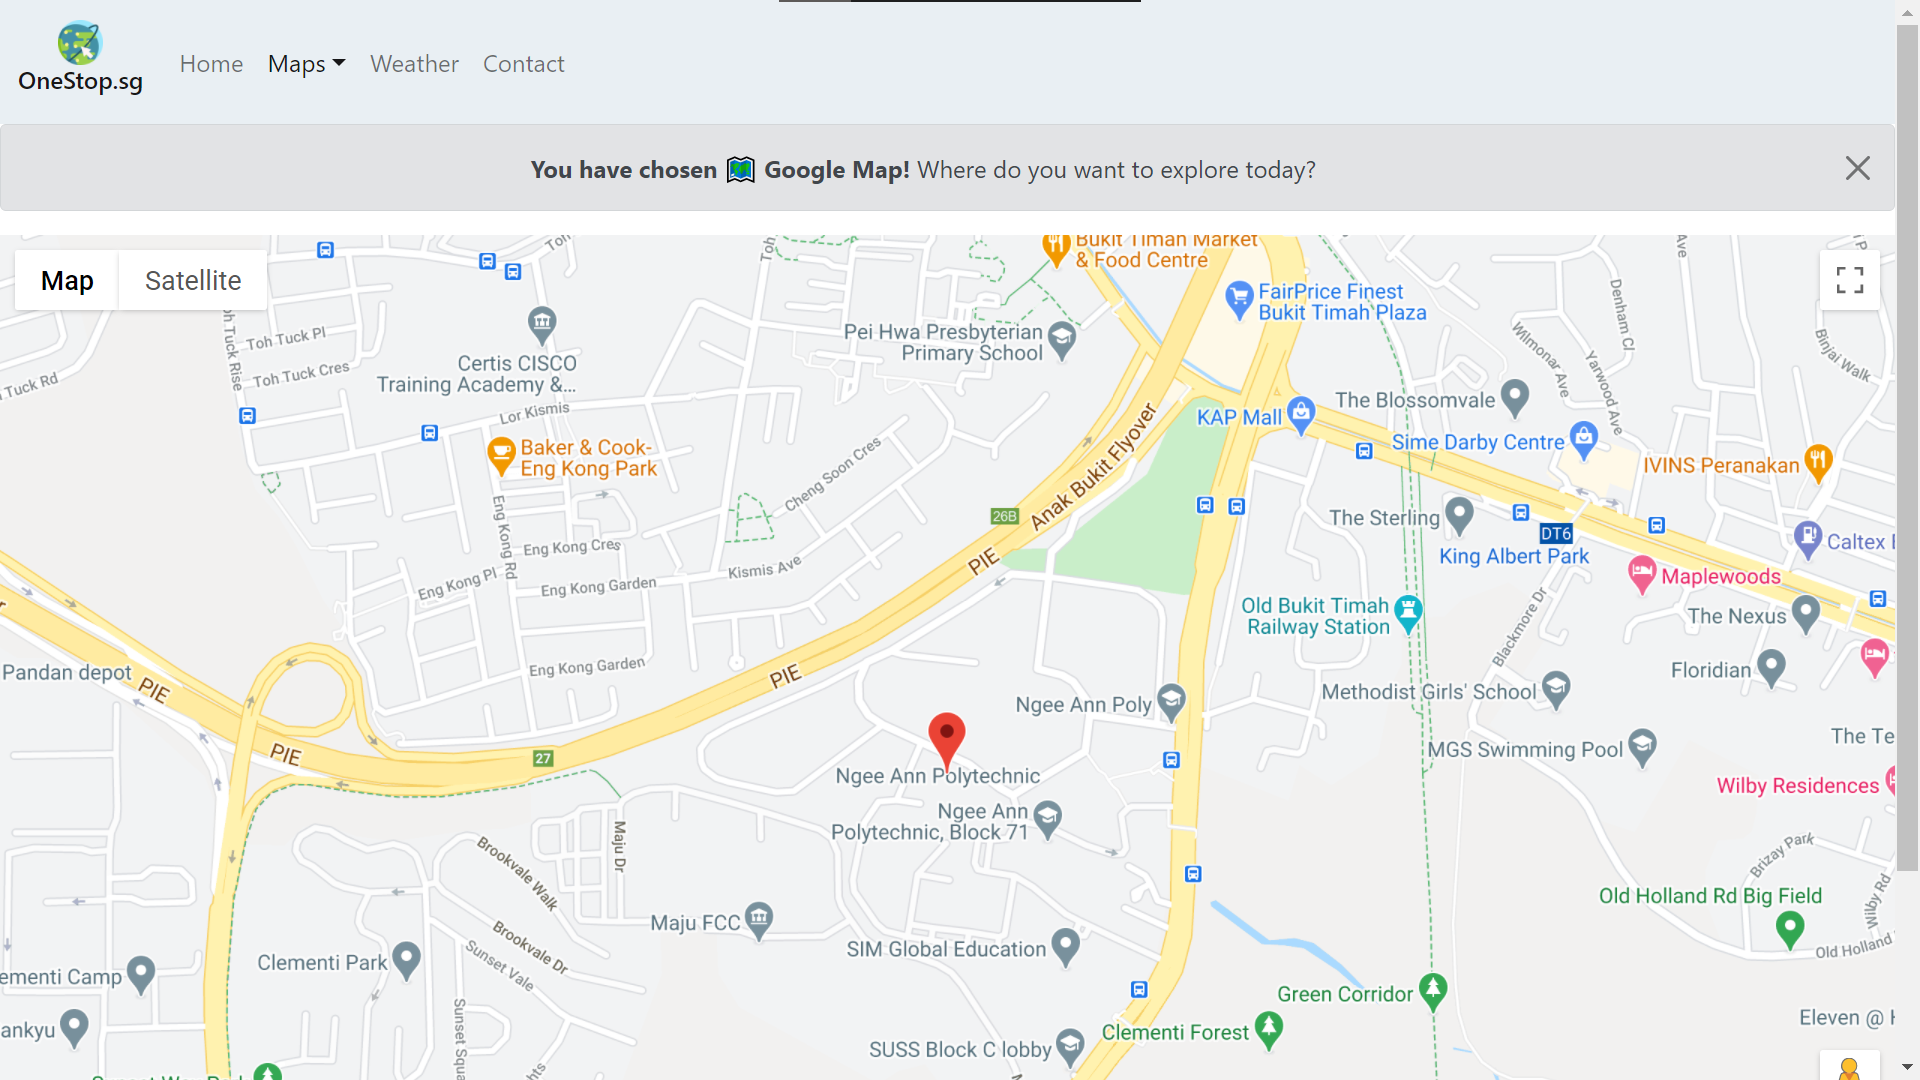 OneStop.sg
Home
Maps
Weather
Contact
You have chosen Google Map! Where do you want to explore today?
Map
Satellite
Bukit Timah Market
& Food Centre
FairPrice Finest
Bukit Timah Plaza
Denham Cl
Binjai Walk
Wilmonar Ave
Yarwood Ave
Toh Tuck Pl
Toh Tuck Cres
Toh Tuck Rise
Tuck Rd
Certis CISCO
Training Academy &...
Pei Hwa Presbyterian
Primary School
Lor Kismis
Baker & Cook-
Eng Kong Park
Cheng Soon Cres
KAP Mall
The Blossomvale
Sime Darby Centre
IVINS Peranakan
26B
Anak Bukit Flyover
The Sterling
DT6
King Albert Park
Caltex
Maplewoods
The Nexus
Eng Kong Rd
Eng Kong Cres
Eng Kong Pl
Eng Kong Garden
Kismis Ave
PIE
Old Bukit Timah
Railway Station
Blackmore Dr
Floridian
Eng Kong Garden
Pandan depot
PIE
PIE
Ngee Ann Poly
Methodist Girls' School
PIE
27
MGS Swimming Pool
The Te
Wilby Residences
Ngee Ann Polytechnic
Ngee Ann
Polytechnic, Block 71
Maju Dr
Brookvale Walk
Brizay Park
Wilby Rd
Old Holland Rd Big Field
Maju FCC
Brookvale Dr
Sunset Vale
SIM Global Education
Old Holland
Clementi Park
ementi Camp
Green Corridor
Eleven @
ankyu
Clementi Forest
SUSS Block C lobby